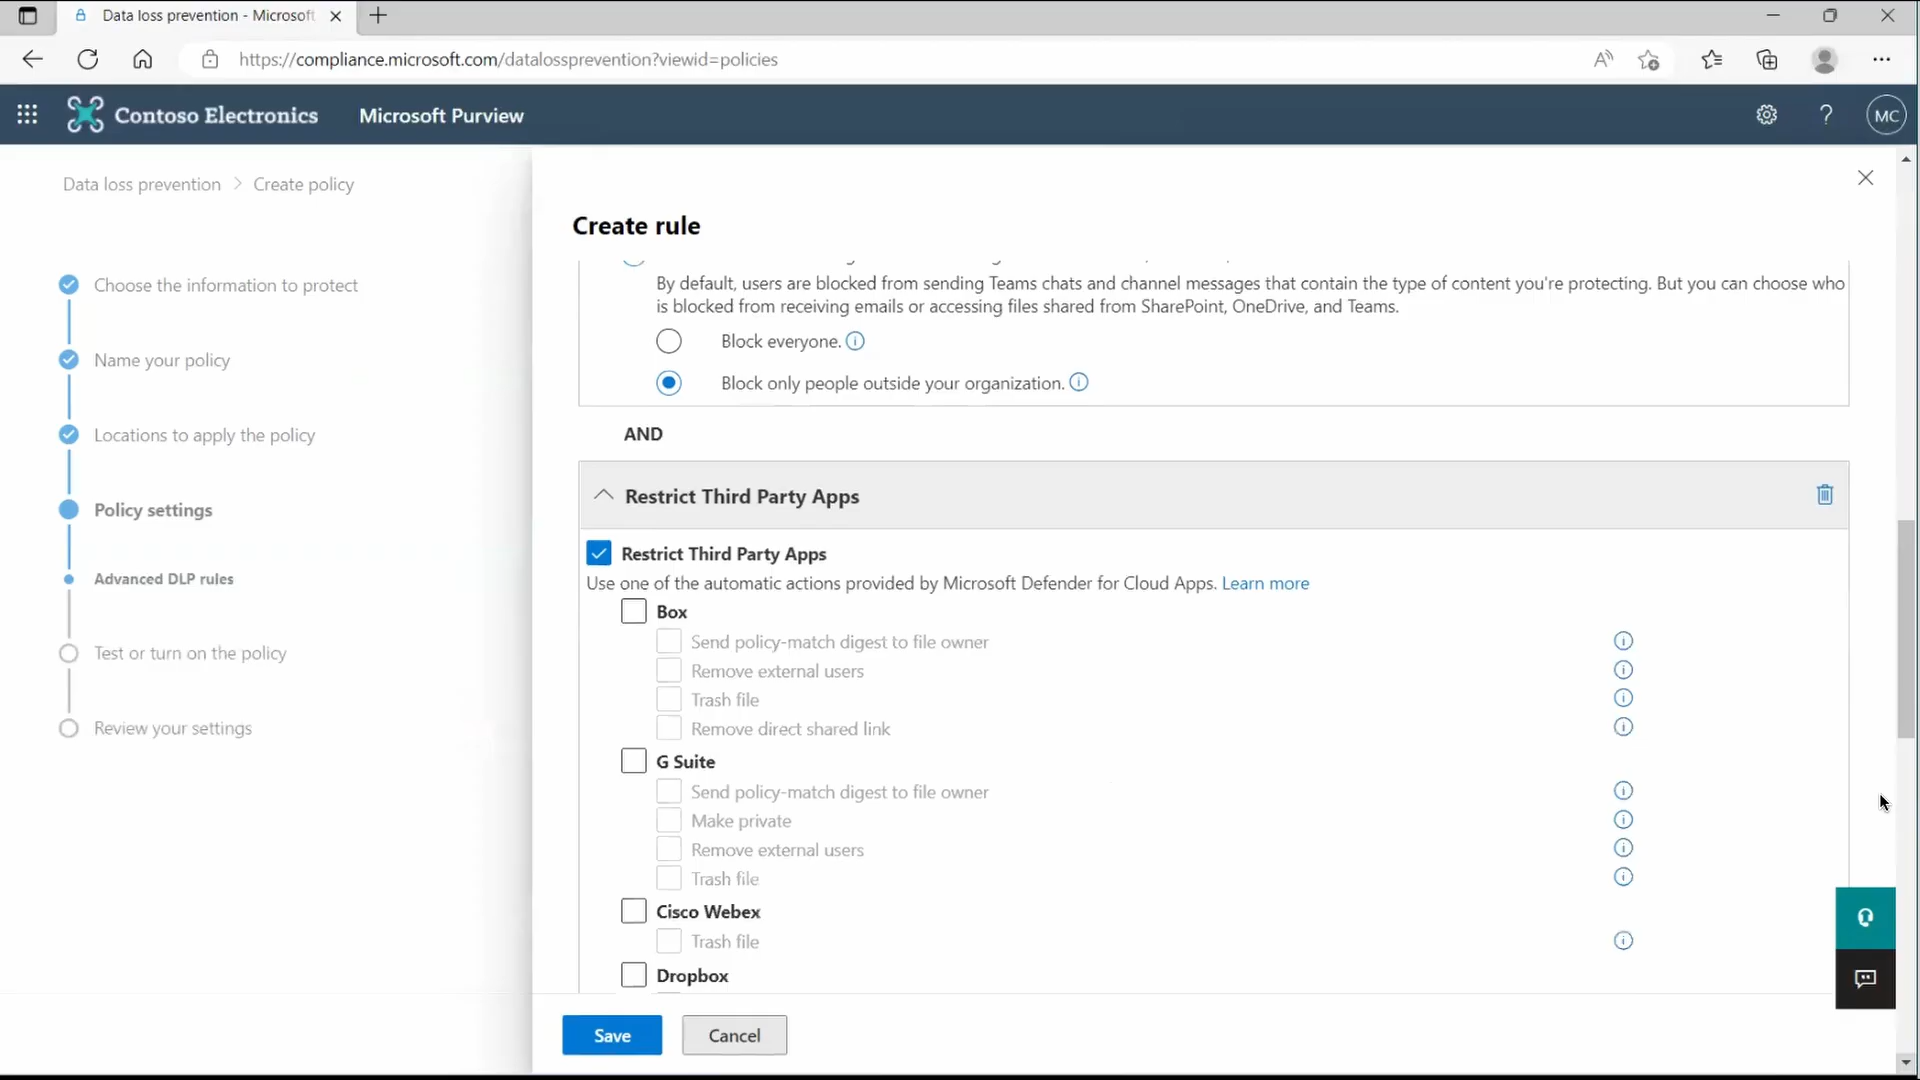 Data loss prevention - Microsoft
https://compliance.microsoft.com/datalossprevention?viewid=policies
Contoso Electronics
Microsoft Purview
MC
Data loss prevention > Create policy
Choose the information to protect
Name your policy
Locations to apply the policy
Policy settings
Advanced DLP rules
Test or turn on the policy
Review your settings
Create rule
By default, users are blocked from sending Teams chats and channel messages that contain the type of content you're protecting. But you can choose who
is blocked from receiving emails or accessing files shared from SharePoint, OneDrive, and Teams.
Block everyone.
Block only people outside your organization.
AND
Restrict Third Party Apps
Restrict Third Party Apps
Use one of the automatic actions provided by Microsoft Defender for Cloud Apps. Learn more
Box
Send policy-match digest to file owner
Remove external users
Trash file
Remove direct shared link
G Suite
Send policy-match digest to file owner
Make private
Remove external users
Trash file
Cisco Webex
Trash file
Dropbox
Save
Cancel